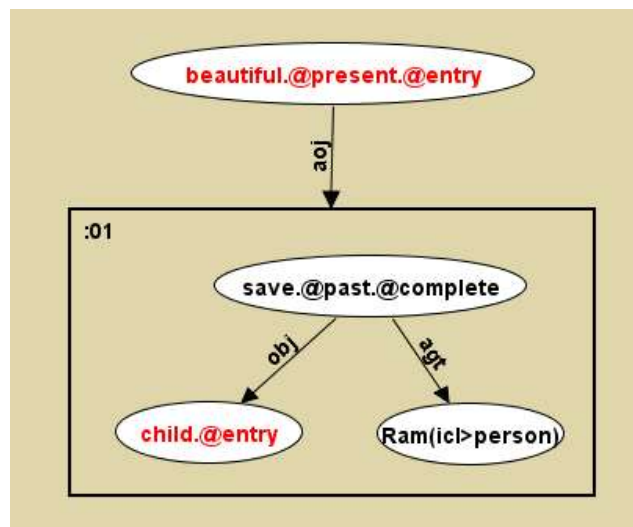 beautiful.@present.@entry
aoj
:01
save.@past.@complete
obj
agt
child.@entry
Ram(icl>person)